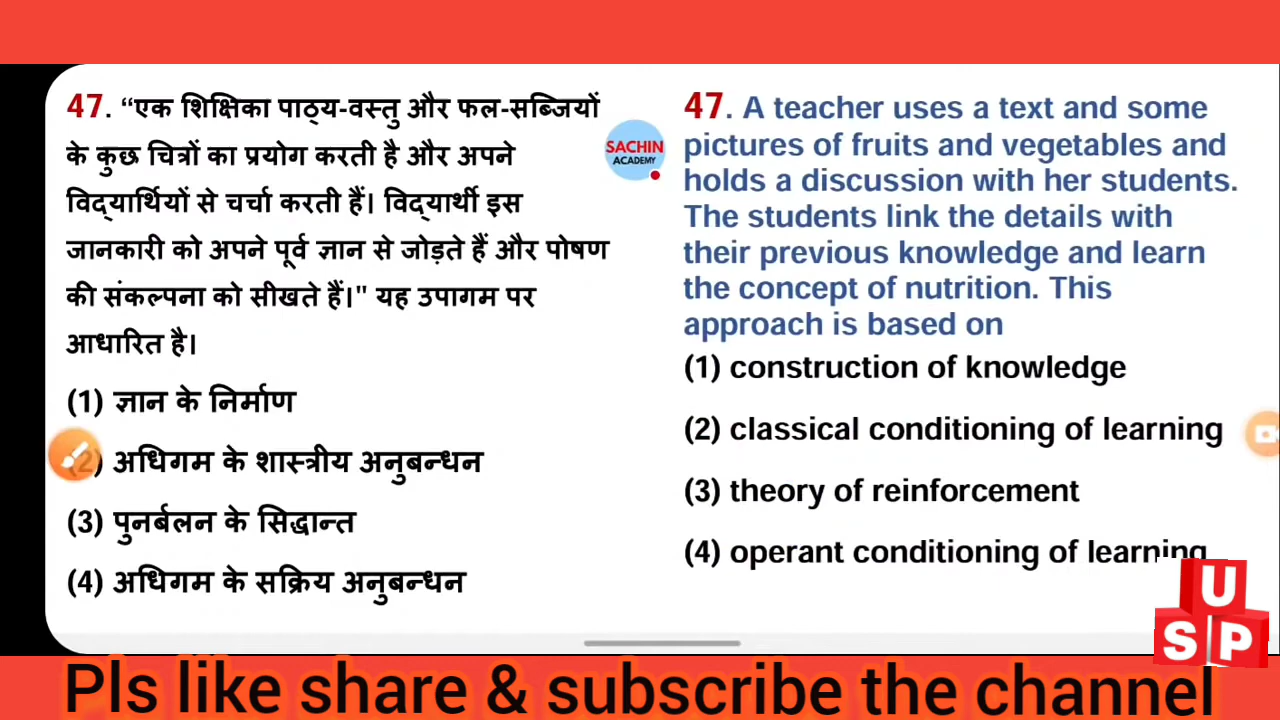 47. “एक शिक्षिका पाठ्य-वस्तु और फल-सब्जियों
के कुछ चित्रों का प्रयोग करती है और अपने
विद्यार्थियों से चर्चा करती हैं। विद्यार्थी इस
जानकारी को अपने पूर्व ज्ञान से जोड़ते हैं और पोषण
की संकल्पना को सीखते हैं।" यह उपागम पर
आधारित है।
(1) ज्ञान के निर्माण
(2) अधिगम के शास्त्रीय अनुबन्धन
(3) पुनर्बलन के सिद्धान्त
(4) अधिगम के सक्रिय अनुबन्धन
SACHIN
ACADEMY
47. A teacher uses a text and some
pictures of fruits and vegetables and
holds a discussion with her students.
The students link the details with
their previous knowledge and learn
the concept of nutrition. This
approach is based on
(1) construction of knowledge
(2) classical conditioning of learning
(3) theory of reinforcement
(4) operant conditioning of learning
U
S P
Pls like share & subscribe the channel